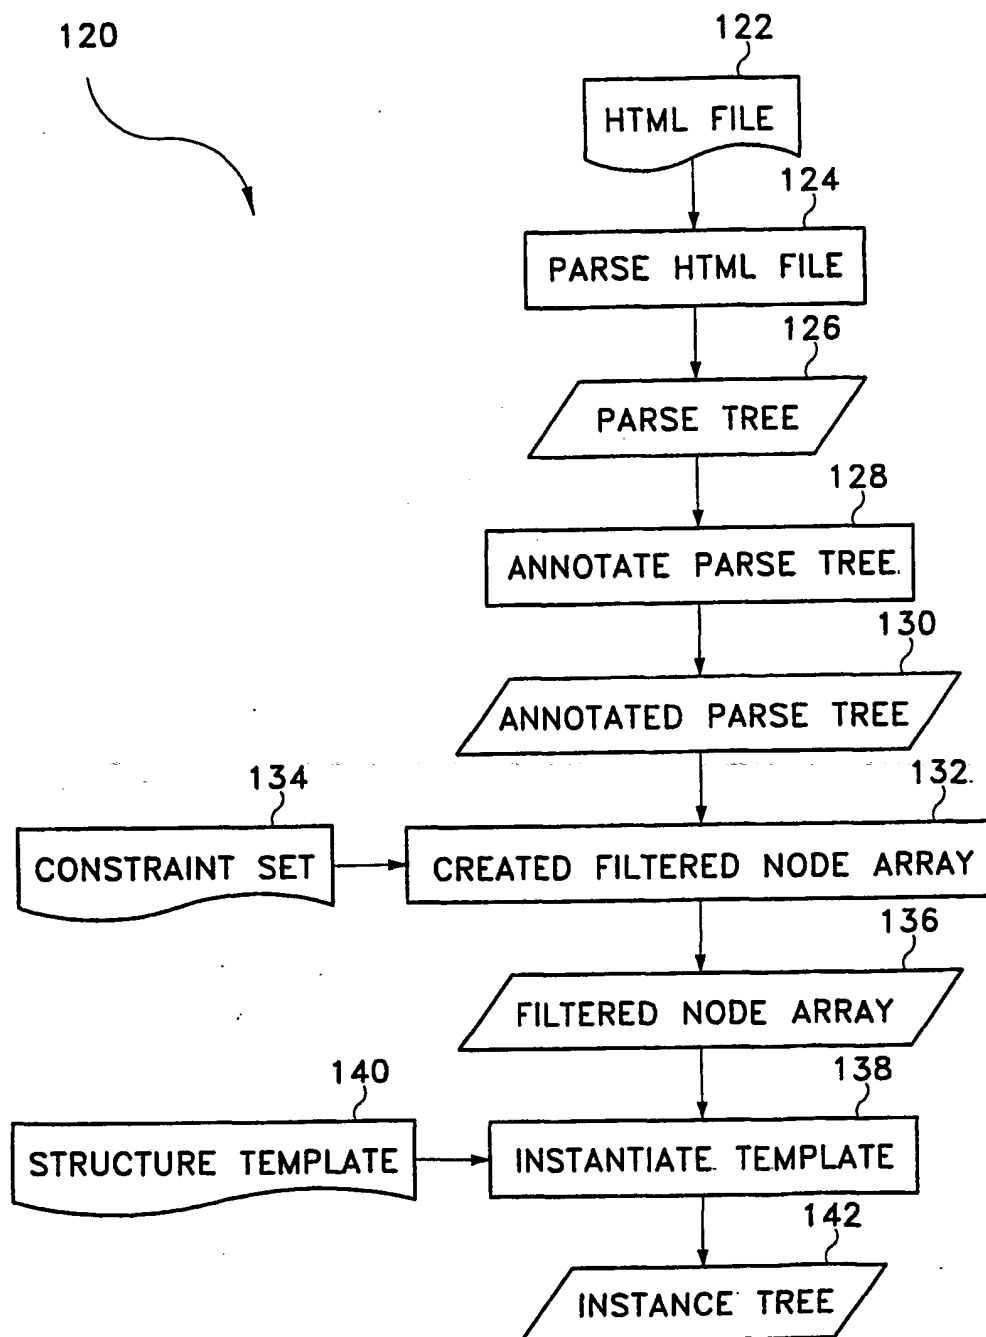 120
122
HTML FILE
124
PARSE HTML FILE
126
PARSE TREE
128
ANNOTATE PARSE TREE
130
ANNOTATED PARSE TREE
134
132
CONSTRAINT SET
CREATED FILTERED NODE ARRAY
136
FILTERED NODE ARRAY
140
138
STRUCTURE TEMPLATE
INSTANTIATE TEMPLATE
142
INSTANCE TREE